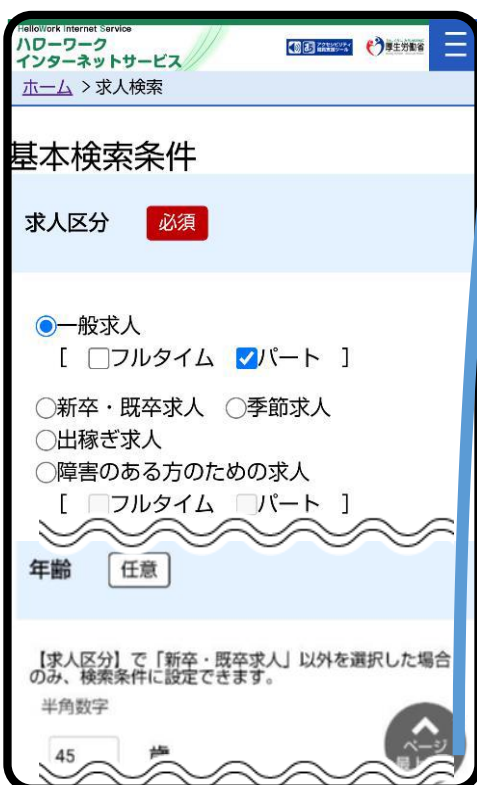 HelloWork Internet Service
ハローワーク
インターネットサービス
厚生労働省
ホーム > 求人検索
基本検索条件
求人区分 必須
一般求人
[ フルタイム パート ]
新卒・既卒求人 季節求人
出稼ぎ求人
障害のある方のための求人
[ フルタイム パート ]
年齢 任意
【求人区分】で「新卒・既卒求人」以外を選択した場合
のみ、検索条件に設定できます。
半角数字
45 歳
ページ